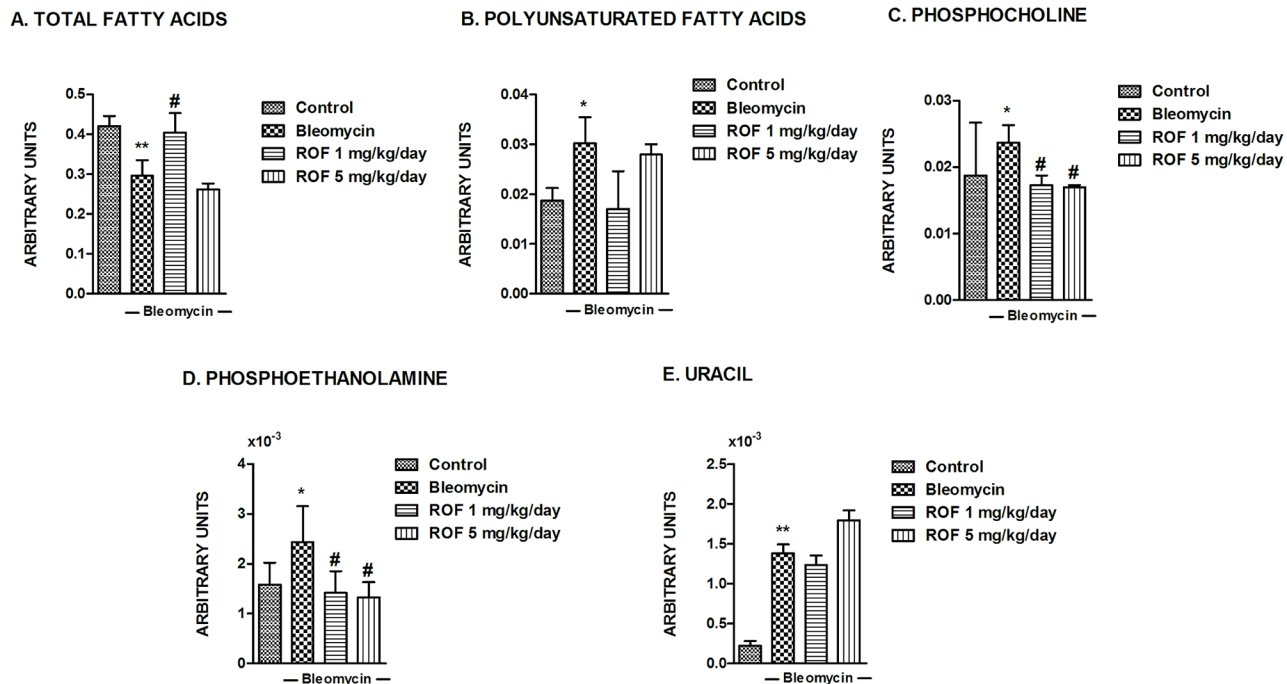 A. TOTAL FATTY ACIDS
ARBITRARY UNITS
0.5
0.4
0.3
0.2
0.1
0.0
**
#
Control
Bleomycin
ROF 1 mg/kg/day
ROF 5 mg/kg/day
— Bleomycin —
B. POLYUNSATURATED FATTY ACIDS
ARBITRARY UNITS
0.04
0.03
0.02
0.01
0.00
*
Control
Bleomycin
ROF 1 mg/kg/day
ROF 5 mg/kg/day
— Bleomycin —
C. PHOSPHOCHOLINE
ARBITRARY UNITS
0.03
0.02
0.01
0.00
*
#
#
Control
Bleomycin
ROF 1 mg/kg/day
ROF 5 mg/kg/day
— Bleomycin —
D. PHOSPHOETHANOLAMINE
x10⁻³
ARBITRARY UNITS
4
3
2
1
0
*
#
#
Control
Bleomycin
ROF 1 mg/kg/day
ROF 5 mg/kg/day
— Bleomycin —
E. URACIL
x10⁻³
ARBITRARY UNITS
2.5
2.0
1.5
1.0
0.5
0.0
**
Control
Bleomycin
ROF 1 mg/kg/day
ROF 5 mg/kg/day
— Bleomycin —